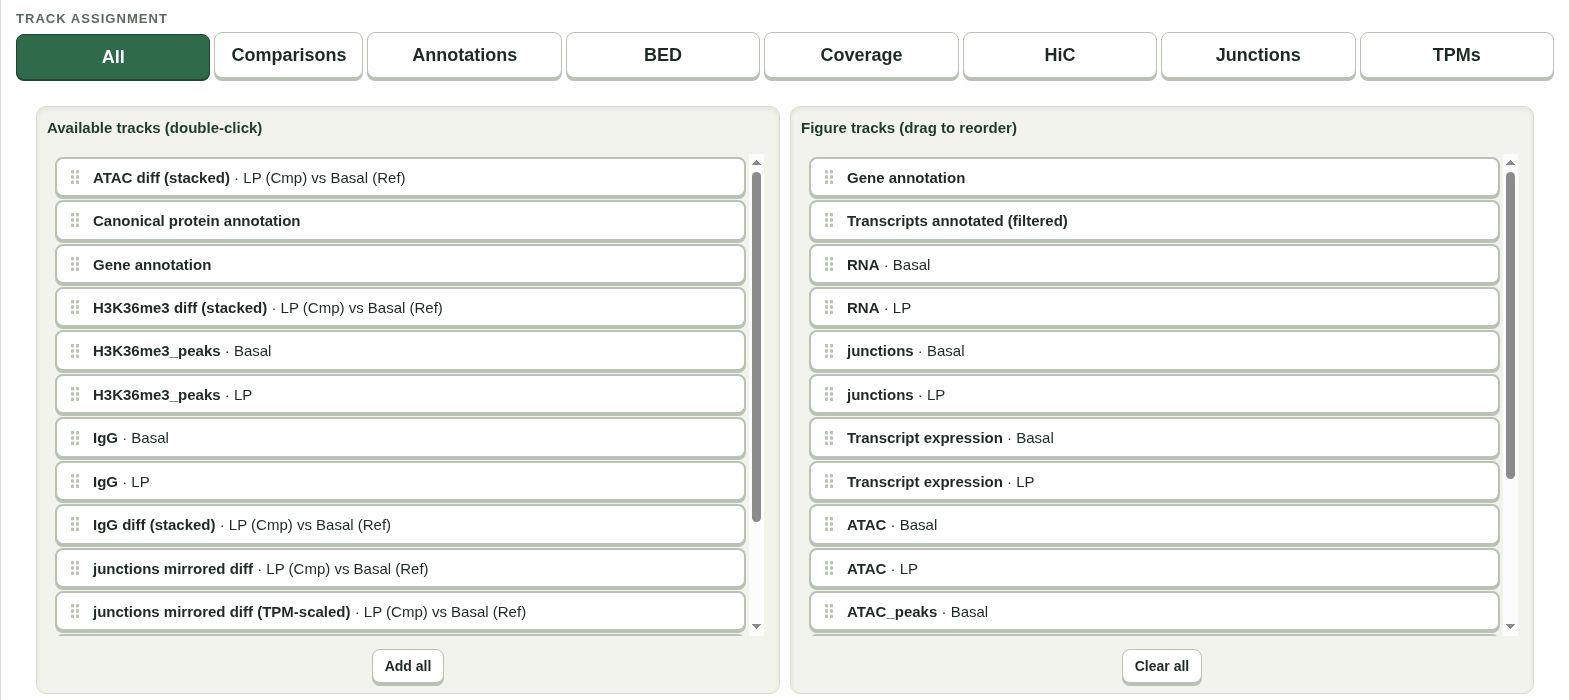 TRACK ASSIGNMENT
All
Comparisons
Annotations
BED
Coverage
HiC
Junctions
TPMs
Available tracks (double-click)
ATAC diff (stacked) · LP (Cmp) vs Basal (Ref)
Canonical protein annotation
Gene annotation
H3K36me3 diff (stacked) · LP (Cmp) vs Basal (Ref)
H3K36me3_peaks · Basal
H3K36me3_peaks · LP
IgG · Basal
IgG · LP
IgG diff (stacked) · LP (Cmp) vs Basal (Ref)
junctions mirrored diff · LP (Cmp) vs Basal (Ref)
junctions mirrored diff (TPM-scaled) · LP (Cmp) vs Basal (Ref)
Add all
Figure tracks (drag to reorder)
Gene annotation
Transcripts annotated (filtered)
RNA · Basal
RNA · LP
junctions · Basal
junctions · LP
Transcript expression · Basal
Transcript expression · LP
ATAC · Basal
ATAC · LP
ATAC_peaks · Basal
Clear all